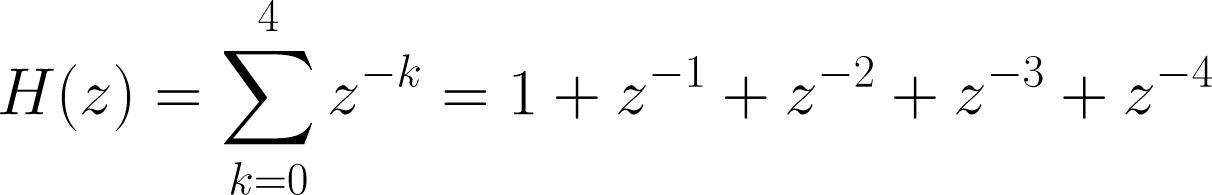 H(z) = \sum_{k=0}^{4} z^{-k} = 1 + z^{-1} + z^{-2} + z^{-3} + z^{-4}